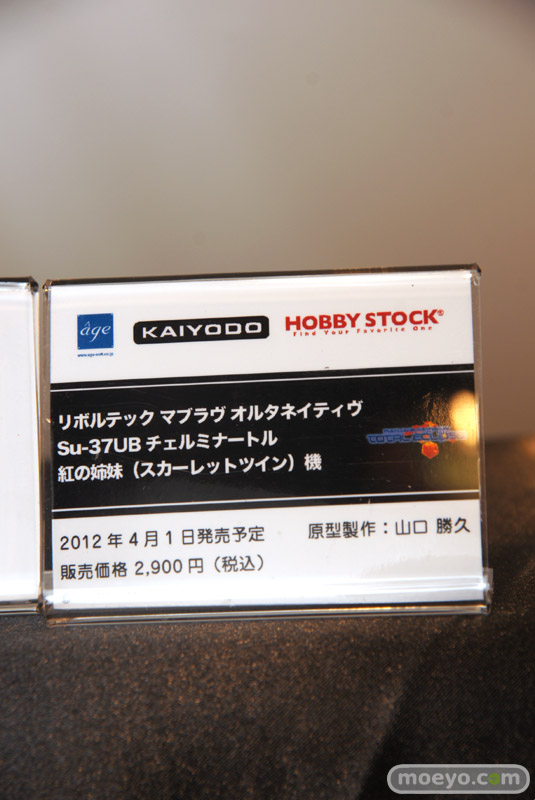 âge
www.age-soft.co.jp
KAIYODO
HOBBY STOCK®
Find Your Favorite One
リボルテック マブラヴ オルタネイティヴ
Su-37UB チェルミナートル
紅の姉妹（スカーレットツイン）機
2012 年 4 月 1 日発売予定
原型製作：山口 勝久
販売価格 2,900 円（税込）
moeyo.com